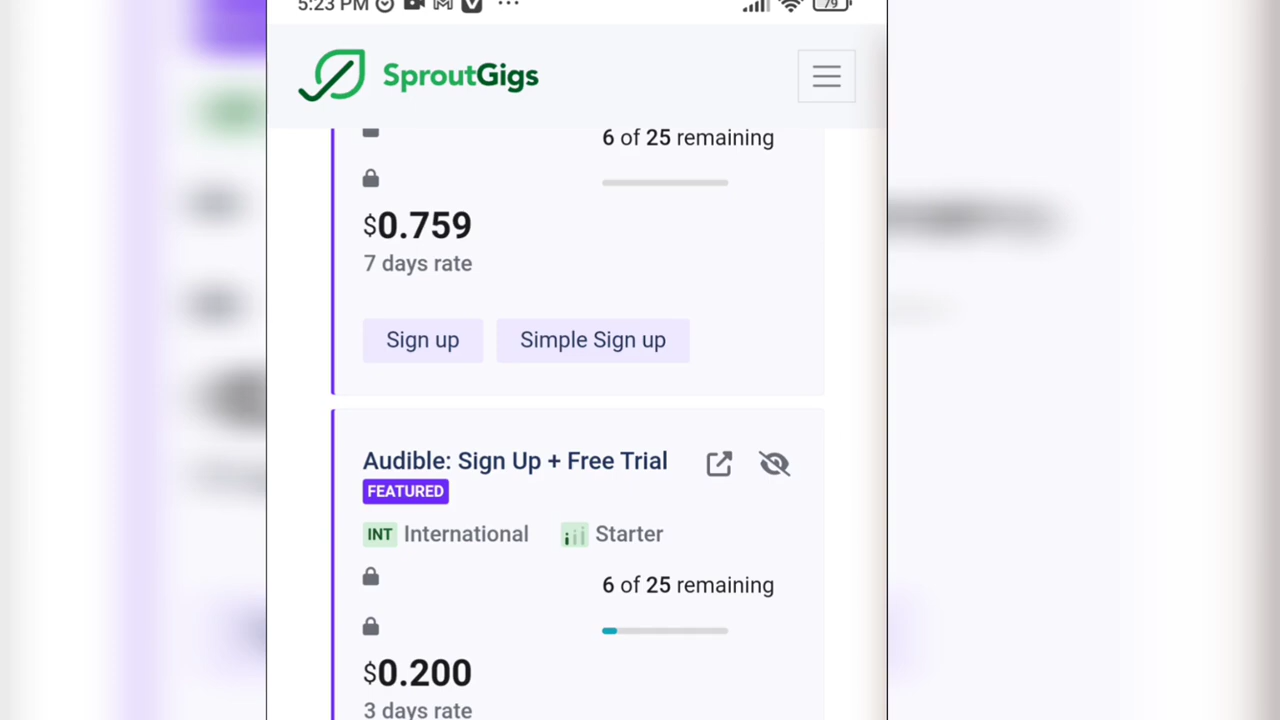 5:23 PM
79
SproutGigs
6 of 25 remaining
$0.759
7 days rate
Sign up
Simple Sign up
Audible: Sign Up + Free Trial
FEATURED
INT International
Starter
6 of 25 remaining
$0.200
3 days rate